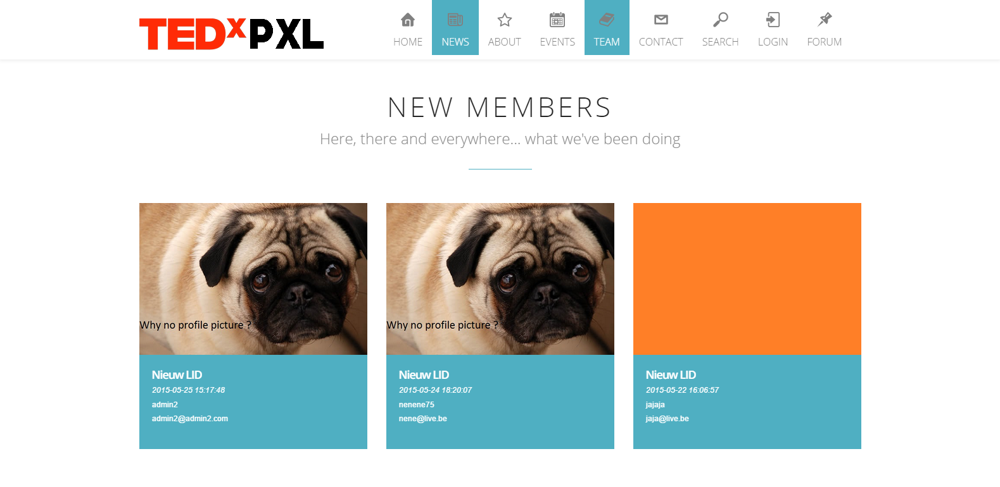 TEDxPXL
HOME NEWS ABOUT EVENTS TEAM CONTACT SEARCH LOGIN FORUM
NEW MEMBERS
Here, there and everywhere... what we've been doing
Why no profile picture ?
Nieuw LID
2015-05-25 15:17:48
admin2
admin2@admin2.com
Why no profile picture ?
Nieuw LID
2015-05-24 18:20:07
nenene75
nene@live.be
Nieuw LID
2015-05-22 16:06:57
jajaja
jaja@live.be